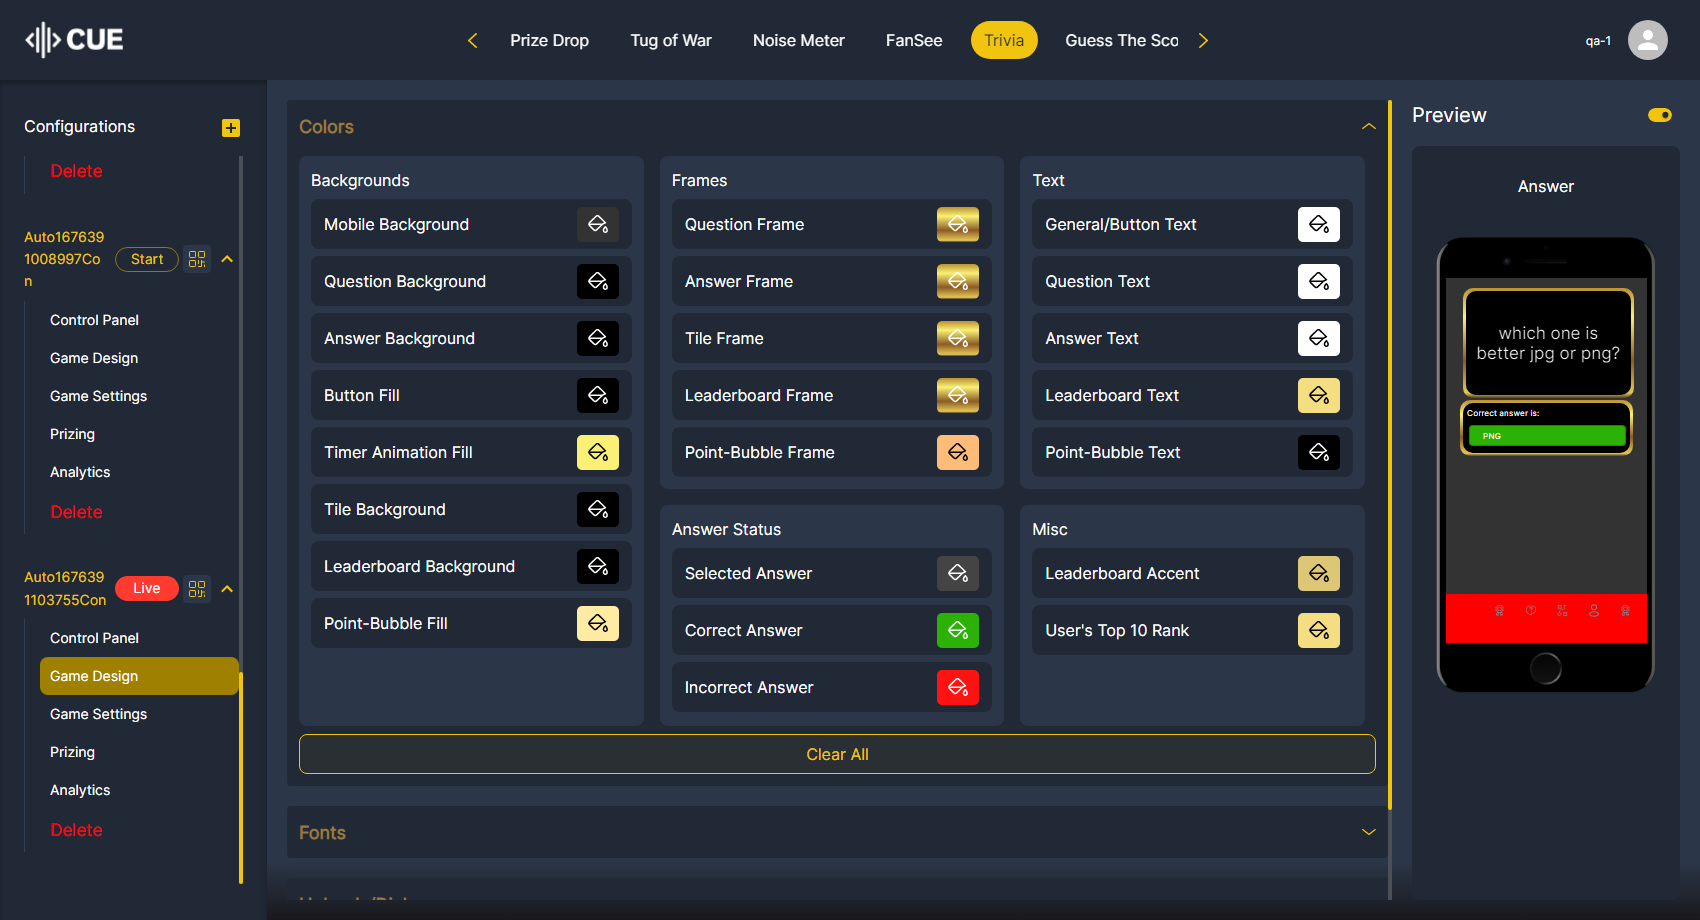 CUE
Prize Drop
Tug of War
Noise Meter
FanSee
Trivia
Guess The Sco
qa-1
Configurations
Delete
Auto167639
1008997Co
n
Start
Control Panel
Game Design
Game Settings
Prizing
Analytics
Delete
Auto167639
1103755Con
Live
Control Panel
Game Design
Game Settings
Prizing
Analytics
Delete
Colors
Backgrounds
Mobile Background
Question Background
Answer Background
Button Fill
Timer Animation Fill
Tile Background
Leaderboard Background
Point-Bubble Fill
Frames
Question Frame
Answer Frame
Tile Frame
Leaderboard Frame
Point-Bubble Frame
Text
General/Button Text
Question Text
Answer Text
Leaderboard Text
Point-Bubble Text
Answer Status
Selected Answer
Correct Answer
Incorrect Answer
Misc
Leaderboard Accent
User's Top 10 Rank
Clear All
Fonts
Preview
Answer
which one is
better jpg or png?
Correct answer is:
PNG